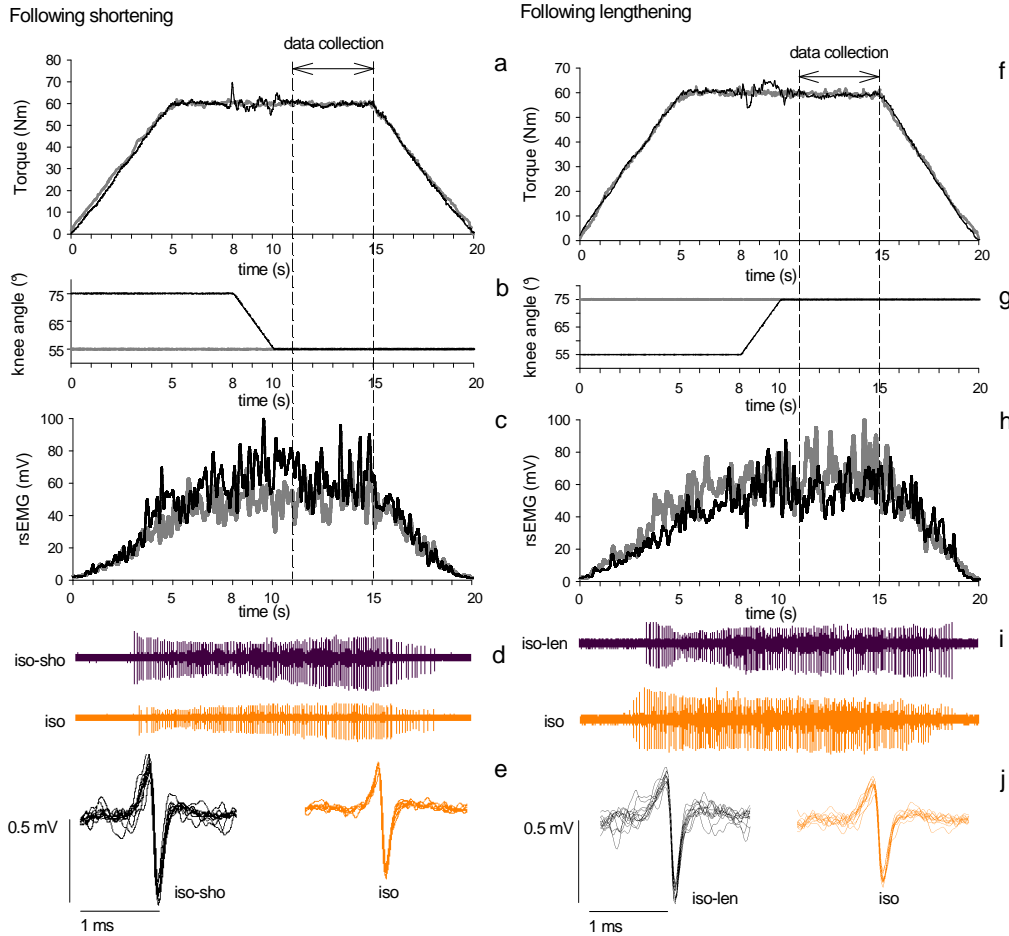 Following shortening
data collection
a
Torque (Nm)
80
70
60
50
40
30
20
10
0
0 5 8 10 15 20
time (s)
b
knee angle (°)
75
65
55
0 5 8 10 15 20
time (s)
c
rsEMG (mV)
100
80
60
40
20
0
0 5 10 15 20
time (s)
iso-sho
d
iso
e
0.5 mV
iso-sho
iso
1 ms
Following lengthening
data collection
f
Torque (Nm)
70
60
50
40
30
20
10
0
0 5 8 10 15 20
time (s)
g
knee angle (°)
75
65
55
0 5 8 10 15 20
time (s)
h
rsEMG (mV)
100
80
60
40
20
0
0 5 10 15 20
time (s)
iso-len
i
iso
j
0.5 mV
iso-len
iso
1 ms